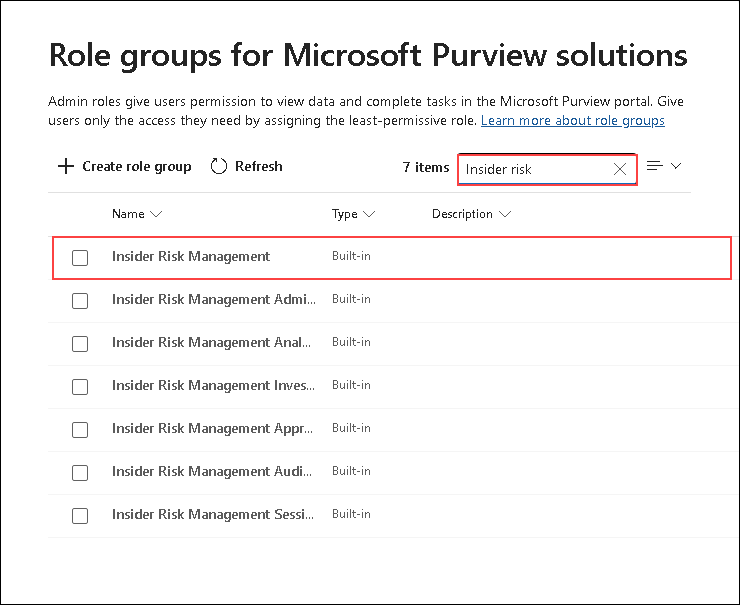 Role groups for Microsoft Purview solutions
Admin roles give users permission to view data and complete tasks in the Microsoft Purview portal. Give
users only the access they need by assigning the least-permissive role. Learn more about role groups
Create role group Refresh 7 items Insider risk
Name Type Description
Insider Risk Management Built-in
Insider Risk Management Admi... Built-in
Insider Risk Management Anal... Built-in
Insider Risk Management Inves... Built-in
Insider Risk Management Appr... Built-in
Insider Risk Management Audi... Built-in
Insider Risk Management Sessi... Built-in